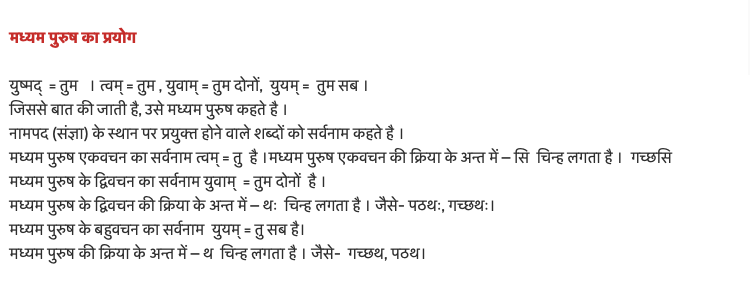 मध्यम पुरुष का प्रयोग
युष्मद् = तुम । त्वम् = तुम , युवाम् = तुम दोनों, युयम् = तुम सब ।
जिससे बात की जाती है, उसे मध्यम पुरुष कहते है ।
नामपद (संज्ञा) के स्थान पर प्रयुक्त होने वाले शब्दों को सर्वनाम कहते है ।
मध्यम पुरुष एकवचन का सर्वनाम त्वम् = तु है ।मध्यम पुरुष एकवचन की क्रिया के अन्त में – सि चिन्ह लगता है । गच्छसि
मध्यम पुरुष के द्विवचन का सर्वनाम युवाम् = तुम दोनों है ।
मध्यम पुरुष के द्विवचन की क्रिया के अन्त में – थः चिन्ह लगता है । जैसे- पठथः, गच्छथः।
मध्यम पुरुष के बहुवचन का सर्वनाम युयम् = तु सब है।
मध्यम पुरुष की क्रिया के अन्त में – थ चिन्ह लगता है । जैसे- गच्छथ, पठथ।